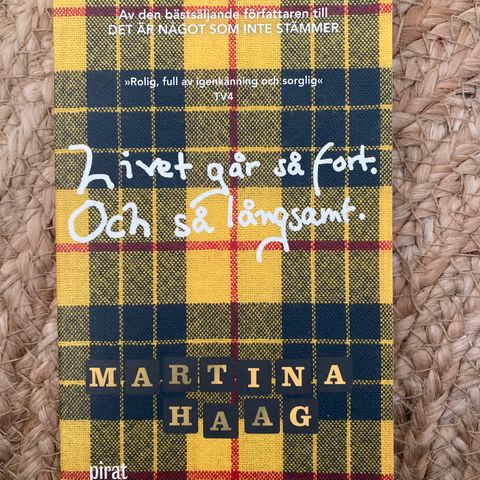 Av den bästsäljande författaren till
DET ÄR NÅGOT SOM INTE STÄMMER
»Rolig, full av igenkänning och sorglig«
TV4
Livet går så fort.
Och så långsamt.
MARTINA
HAAG
pirat